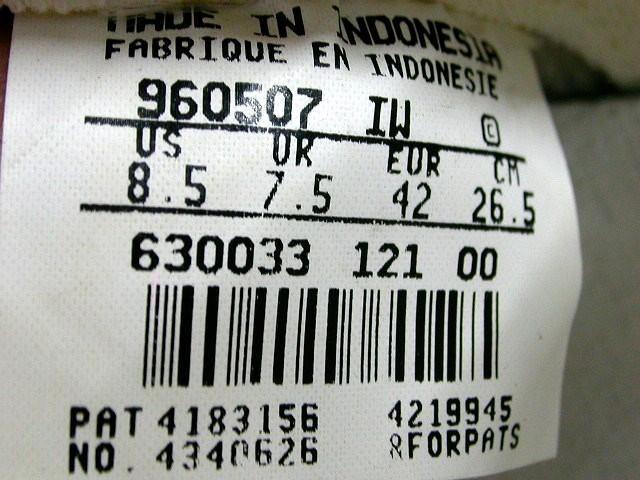 MADE IN INDONESIA
FABRIQUE EN INDONESIE
960507 IW ©
US UK EUR CM
8.5 7.5 42 26.5
630033 121 00
PAT 4183156 4219945
NO. 4340626 &FORPATS